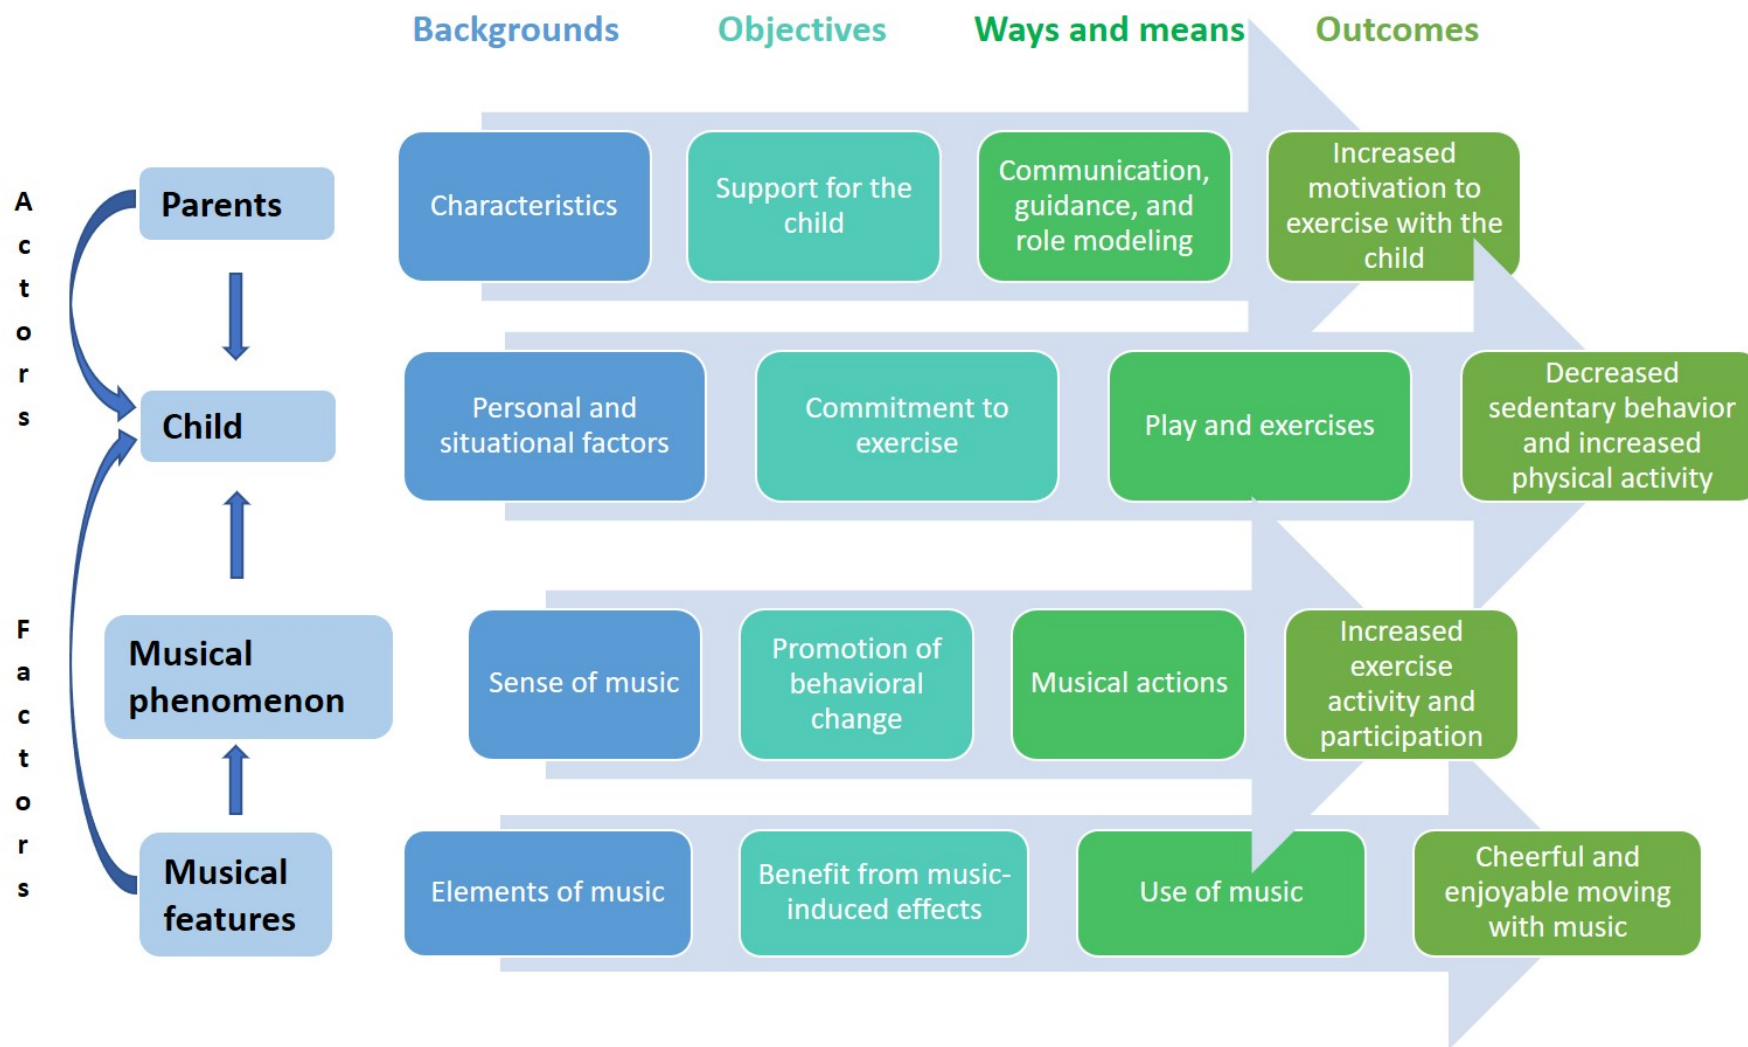 Backgrounds Objectives Ways and means Outcomes
Actors
Parents
Characteristics
Support for the
child
Communication,
guidance, and
role modeling
Increased
motivation to
exercise with the
child
Child
Personal and
situational factors
Commitment to
exercise
Play and exercises
Decreased
sedentary behavior
and increased
physical activity
Factors
Musical
phenomenon
Sense of music
Promotion of
behavioral
change
Musical actions
Increased
exercise
activity and
participation
Musical
features
Elements of music
Benefit from music-
induced effects
Use of music
Cheerful and
enjoyable moving
with music